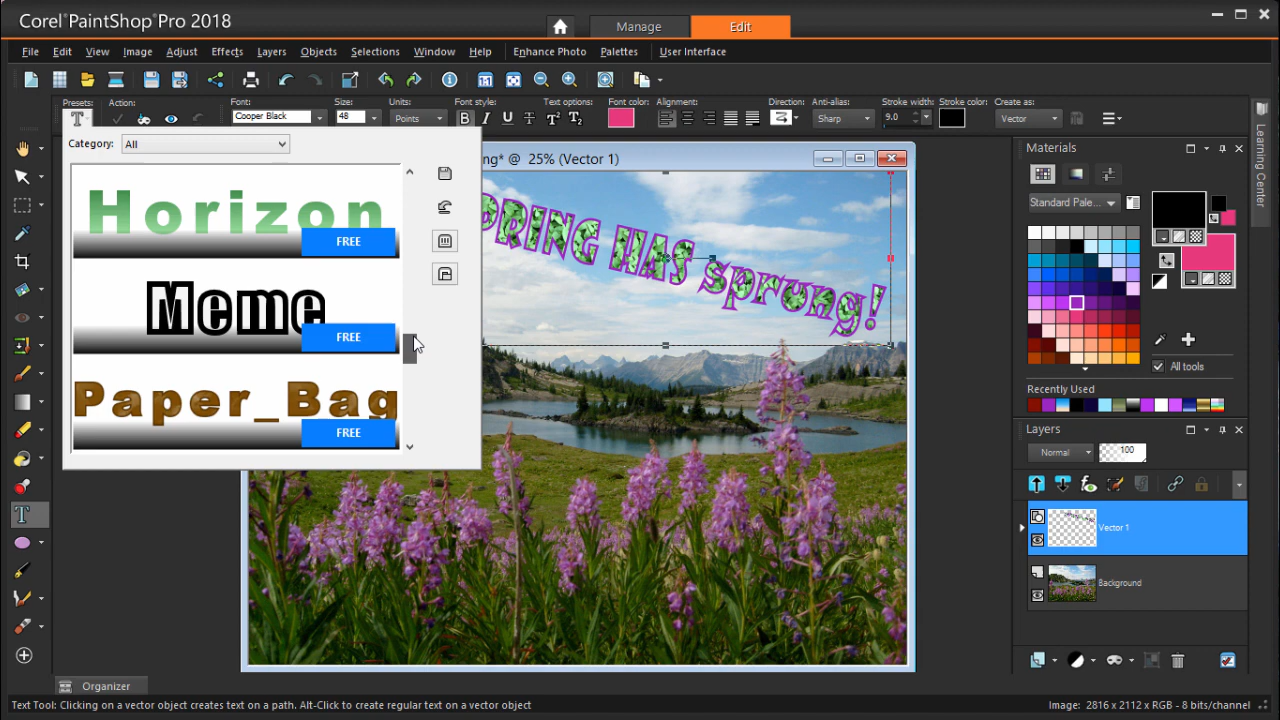 Corel®PaintShop®Pro 2018
Manage
Edit
File Edit View Image Adjust Effects Layers Objects Selections Window Help Enhance Photo Palettes User Interface
Presets: Action: Font: Size: Units: Font style: Text options: Font color: Alignment: Direction: Anti-alias: Stroke width: Stroke color: Create as:
Cooper Black 48 Points Sharp 9.0 Vector
Category: All
Horizon
FREE
Meme
FREE
Paper_Bag
FREE
ng* @ 25% (Vector 1)
PRING HAS sprung!
Learning Center
Materials
Standard Pale...
All tools
Recently Used
Layers
Normal 100
Vector 1
Background
Organizer
Text Tool: Clicking on a vector object creates text on a path. Alt-Click to create regular text on a vector object
Image: 2816 x 2112 x RGB - 8 bits/channel